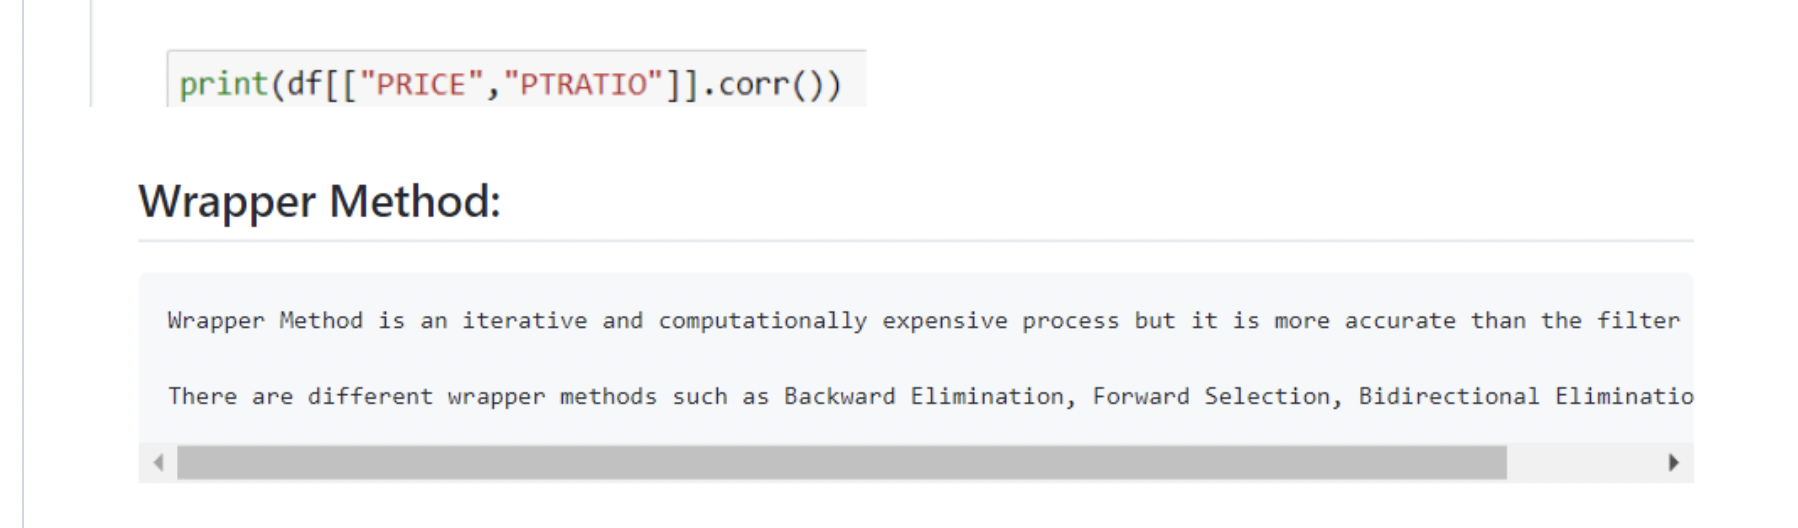 print(df[["PRICE","PTRATIO"]].corr())
Wrapper Method:
Wrapper Method is an iterative and computationally expensive process but it is more accurate than the filter
There are different wrapper methods such as Backward Elimination, Forward Selection, Bidirectional Eliminatio